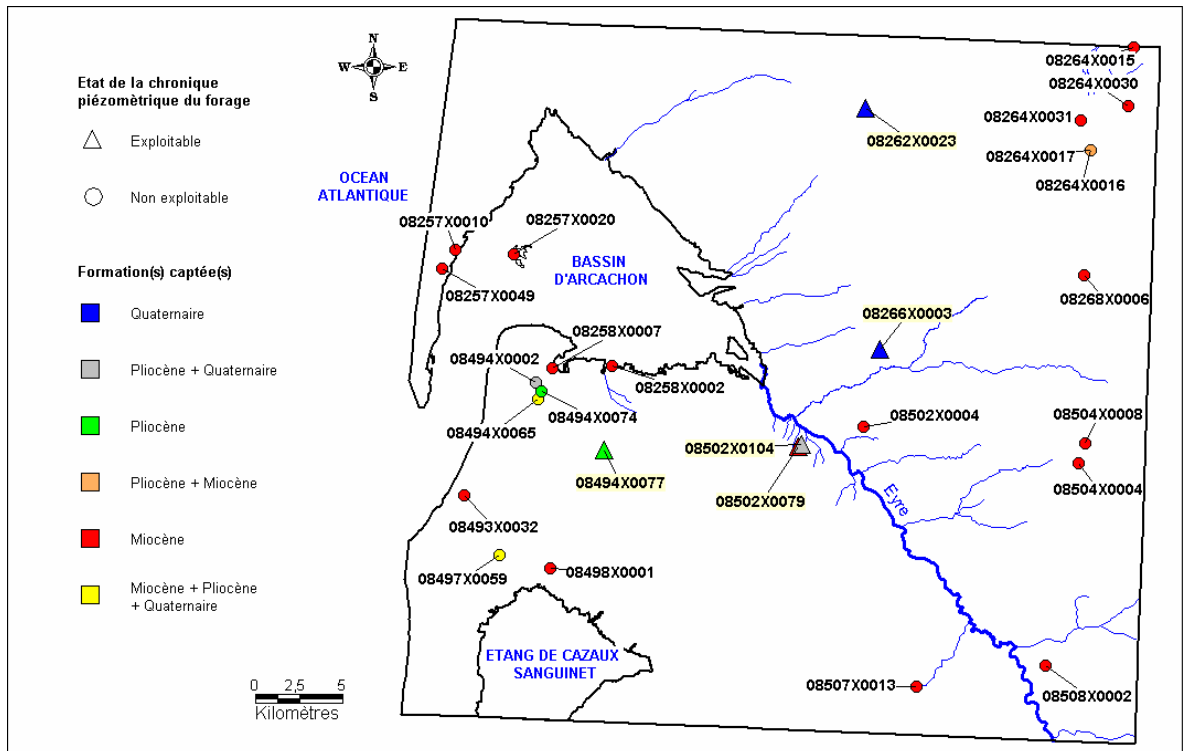 N
W E
S
Etat de la chronique
piézométrique du forage
Exploitable
Non exploitable
Formation(s) captée(s)
Quaternaire
Pliocène + Quaternaire
Pliocène
Pliocène + Miocène
Miocène
Miocène + Pliocène
+ Quaternaire
0 2,5 5
Kilomètres
OCEAN
ATLANTIQUE
BASSIN
D'ARCACHON
ETANG DE CAZAUX
SANGUINET
Eyre
08264X0015
08264X0030
08264X0031
08264X0017
08264X0016
08262X0023
08257X0010
08257X0020
08257X0049
08268X0006
08266X0003
08258X0007
08494X0002
08258X0002
08494X0074
08494X0065
08502X0004
08504X0008
08502X0104
08504X0004
08494X0077
08502X0079
08493X0032
08497X0059
08498X0001
08507X0013
08508X0002